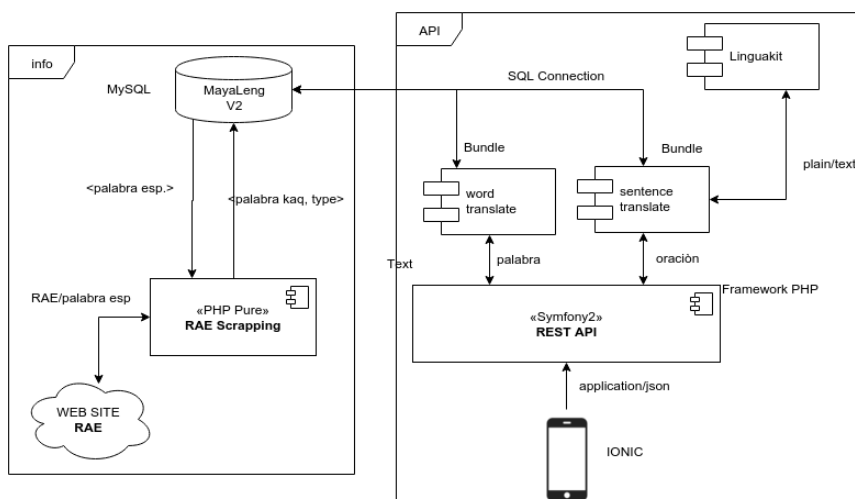 info
MySQL
MayaLeng
V2
<palabra esp.>
<palabra kaq, type>
RAE/palabra esp
«PHP Pure»
RAE Scrapping
WEB SITE
RAE
API
Linguakit
SQL Connection
Bundle
Bundle
plain/text
word
translate
sentence
translate
Text
palabra
oraciòn
Framework PHP
«Symfony2»
REST API
application/json
IONIC